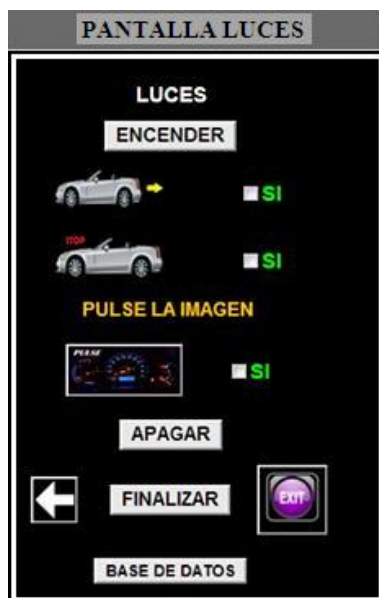 PANTALLA LUCES
LUCES
ENCENDER
SI
STOP
SI
PULSE LA IMAGEN
PULSE
SI
APAGAR
FINALIZAR
EXIT
BASE DE DATOS